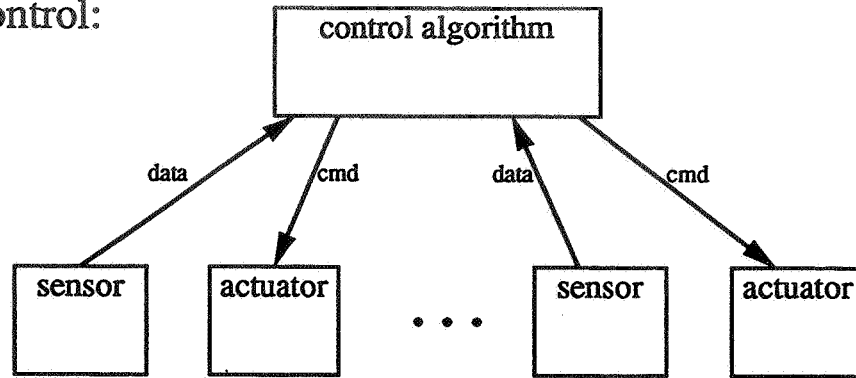 ontrol:
control algorithm
data
cmd
data
cmd
sensor
actuator
• • •
sensor
actuator